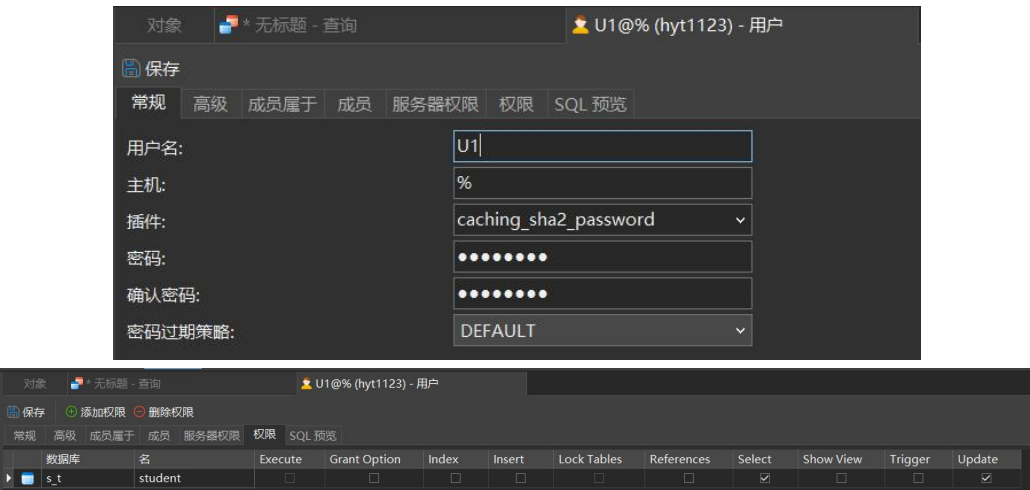 对象 * 无标题 - 查询 U1@% (hyt1123) - 用户
保存
常规 高级 成员属于 成员 服务器权限 权限 SQL 预览
用户名: U1
主机: %
插件: caching_sha2_password
密码: ●●●●●●●●
确认密码: ●●●●●●●●
密码过期策略: DEFAULT
对象 * 无标题 - 查询 U1@% (hyt1123) - 用户
保存 添加权限 删除权限
常规 高级 成员属于 成员 服务器权限 权限 SQL 预览
数据库 名 Execute Grant Option Index Insert Lock Tables References Select Show View Trigger Update
s_t student